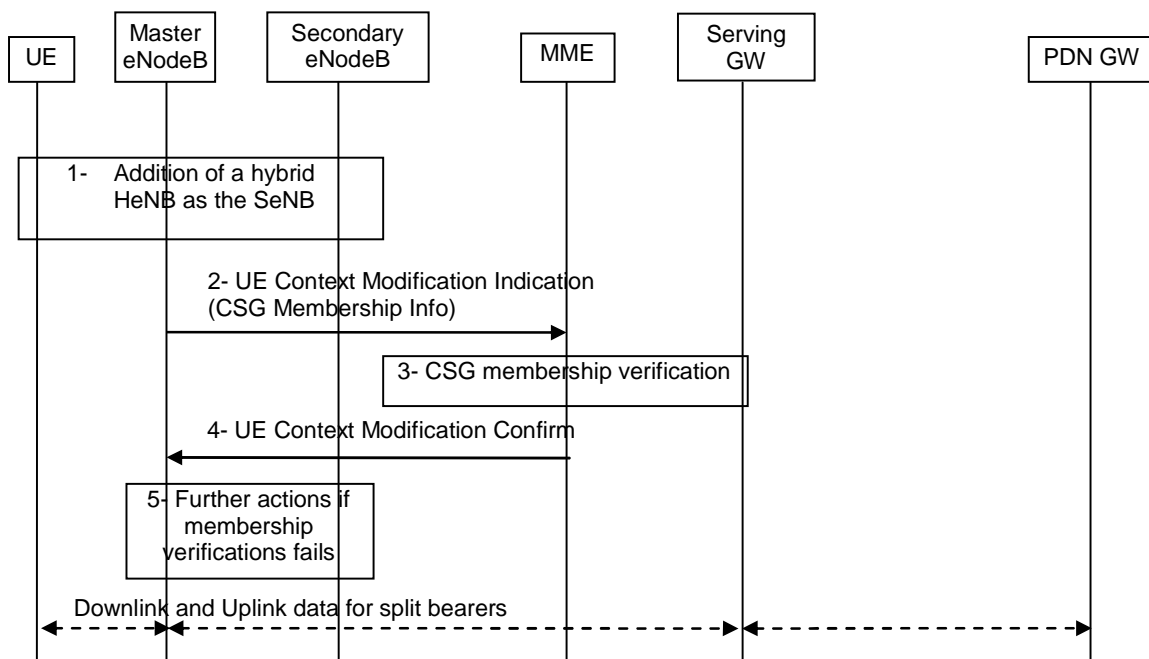 UE
Master
eNodeB
Secondary
eNodeB
MME
Serving
GW
PDN GW
1- Addition of a hybrid
HeNB as the SeNB
2- UE Context Modification Indication
(CSG Membership Info)
3- CSG membership verification
4- UE Context Modification Confirm
5- Further actions if
membership
verifications fails
Downlink and Uplink data for split bearers